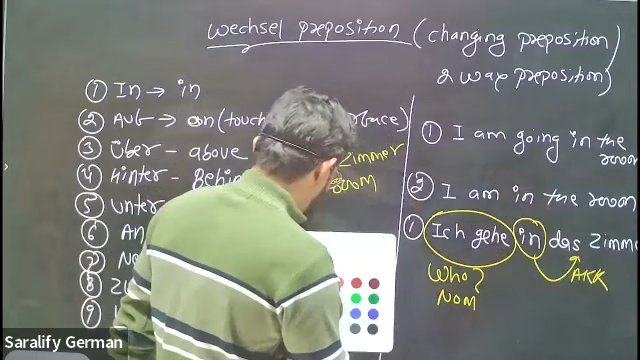 Wechsel preposition (changing preposition)
2 way preposition)
① In → in
② Auf → on (touch
③ Über - above
④ Hinter - Behin
⑤ Unter
⑥ An
⑦ Ne
⑧
⑨
Zimmer
Room
① I am going in the room
② I am in the room
① Ich gehe in das Zimme
Who?
NOM
AKK
Saralify German